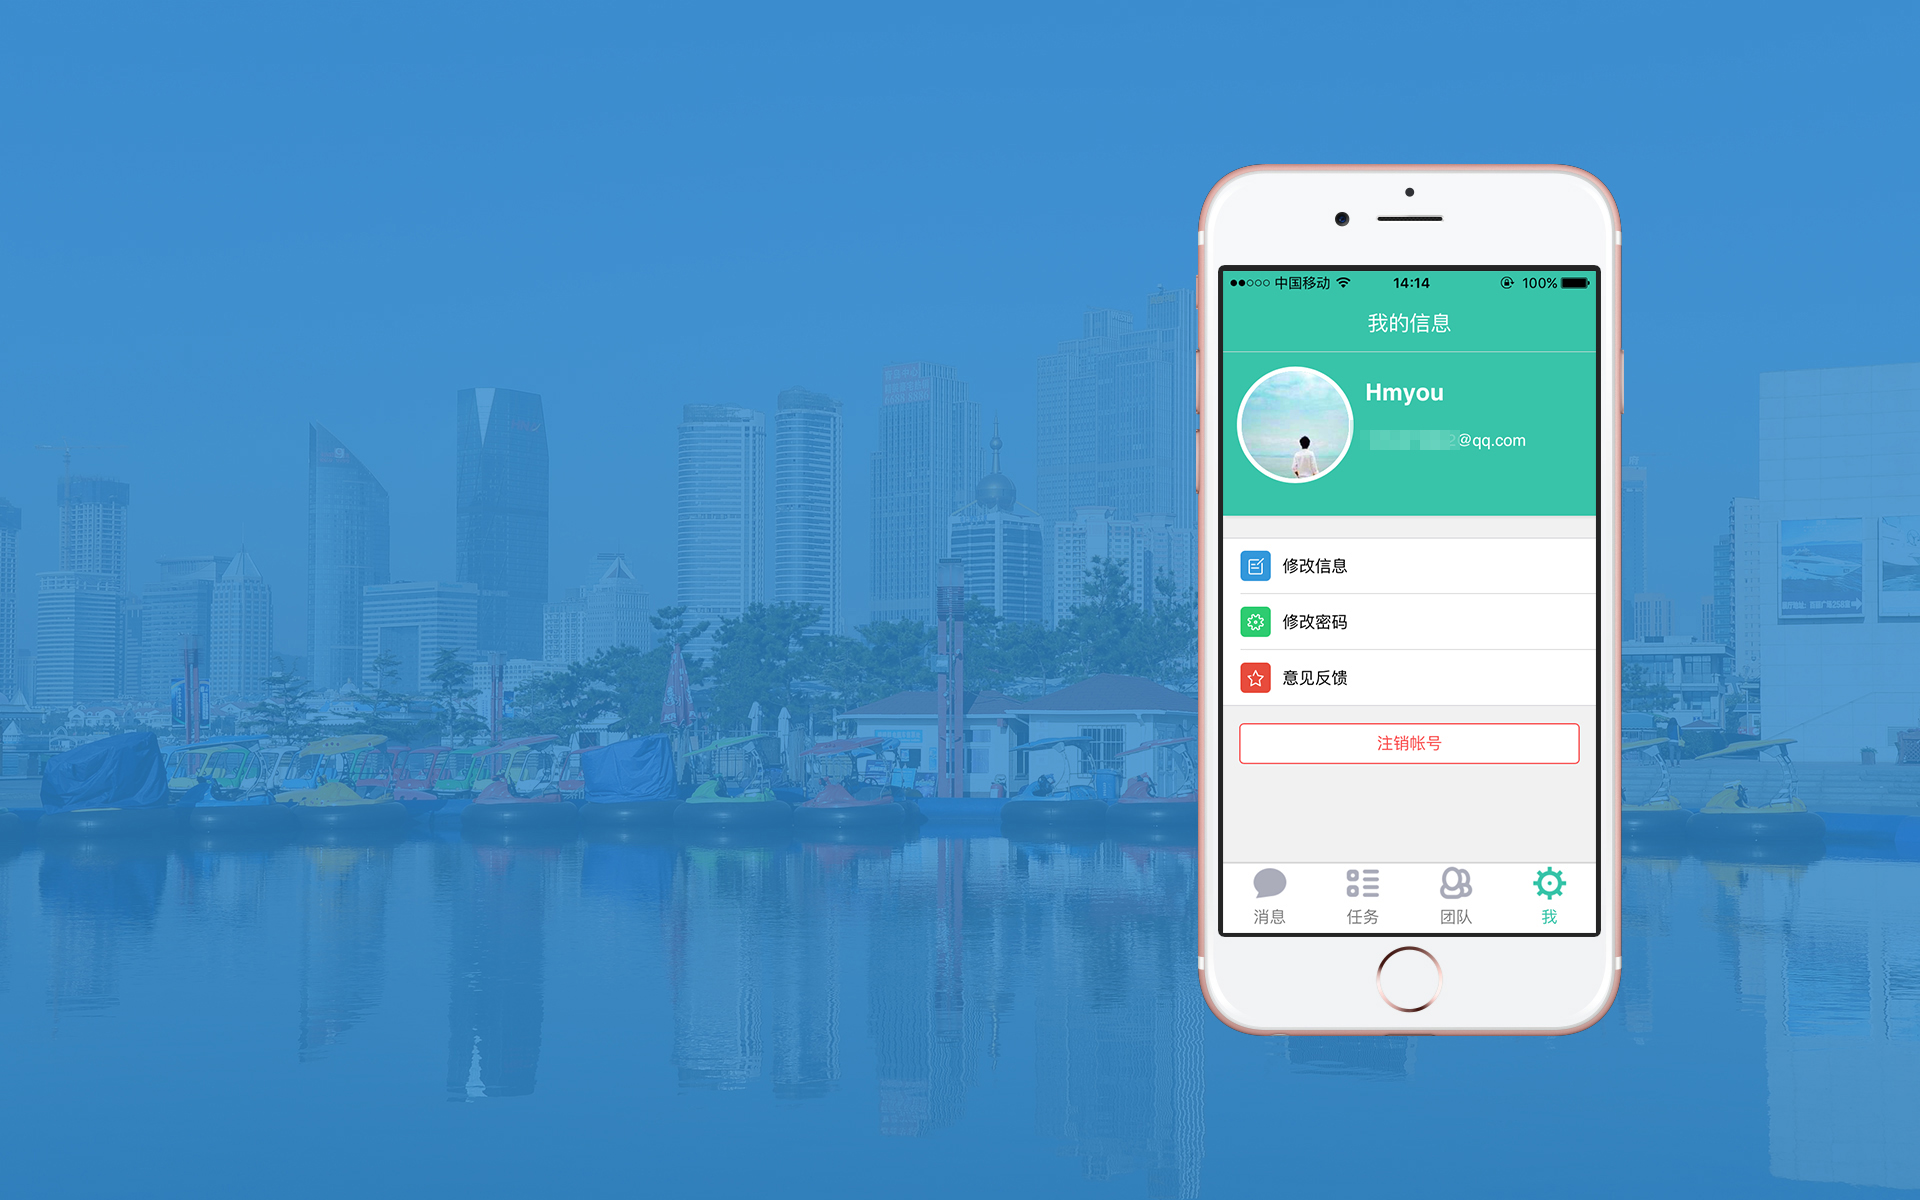 中国移动
14:14
100%
我的信息
Hmyou
@qq.com
修改信息
修改密码
意见反馈
注销帐号
消息
任务
团队
我